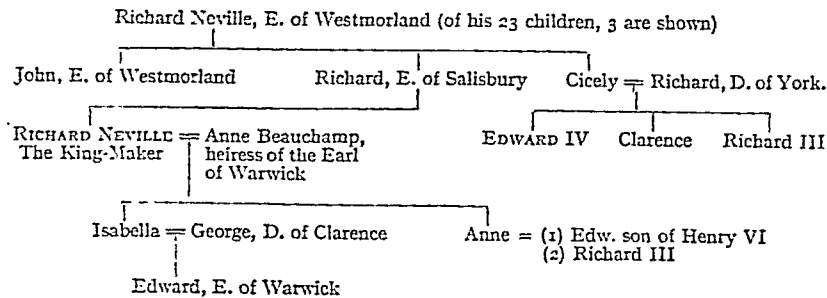 Richard Neville, E. of Westmorland (of his 23 children, 3 are shown)
John, E. of Westmorland Richard, E. of Salisbury Cicely = Richard, D. of York.
RICHARD NEVILLE = Anne Beauchamp, EDWARD IV Clarence Richard III
The King-Maker heiress of the Earl
of Warwick
Isabella = George, D. of Clarence Anne = (1) Edw. son of Henry VI
(2) Richard III
Edward, E. of Warwick